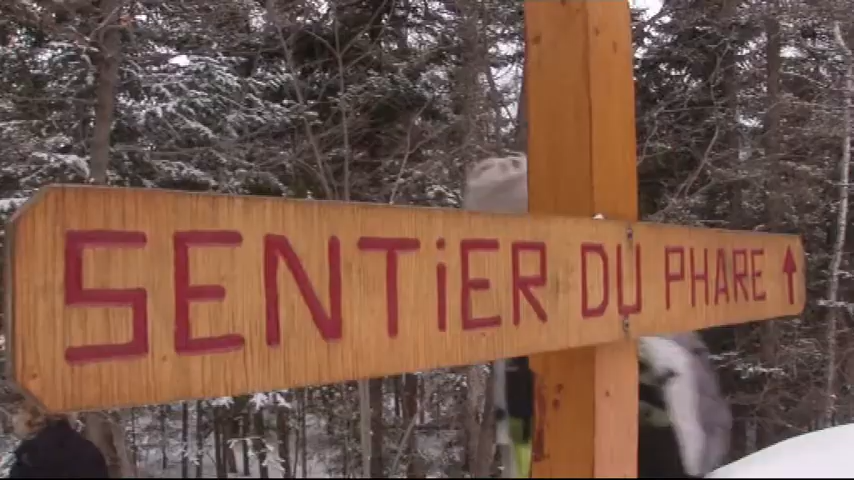 SENTiER DU PHARE ↑